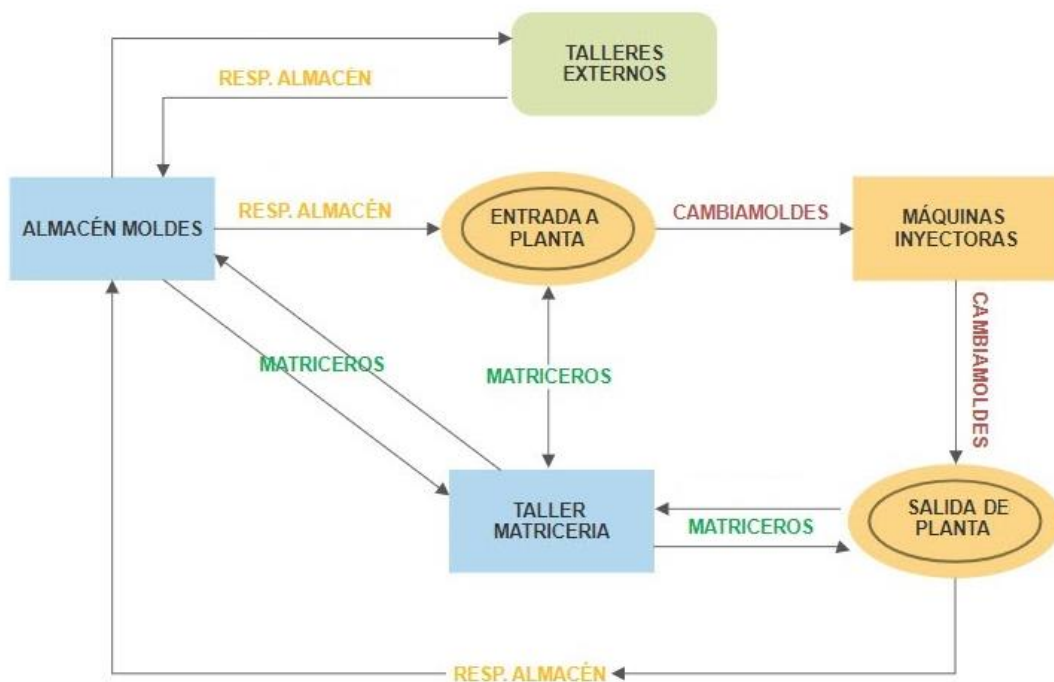 TALLERES
EXTERNOS
RESP. ALMACÉN
ALMACÉN MOLDES
RESP. ALMACÉN
ENTRADA A
PLANTA
CAMBIAMOLDES
MÁQUINAS
INYECTORAS
CAMBIAMOLDES
MATRICEROS
MATRICEROS
TALLER
MATRICERIA
MATRICEROS
SALIDA DE
PLANTA
RESP. ALMACÉN